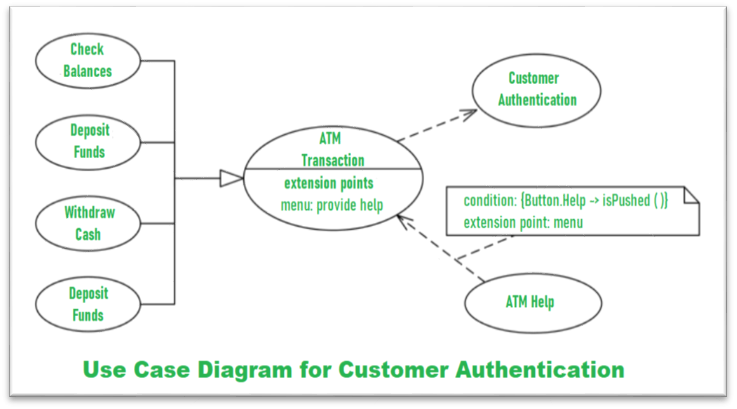 Check
Balances
Deposit
Funds
Withdraw
Cash
Deposit
Funds
ATM
Transaction
extension points
menu: provide help
Customer
Authentication
condition: {Button.Help -> isPushed ( )}
extension point: menu
ATM Help
Use Case Diagram for Customer Authentication